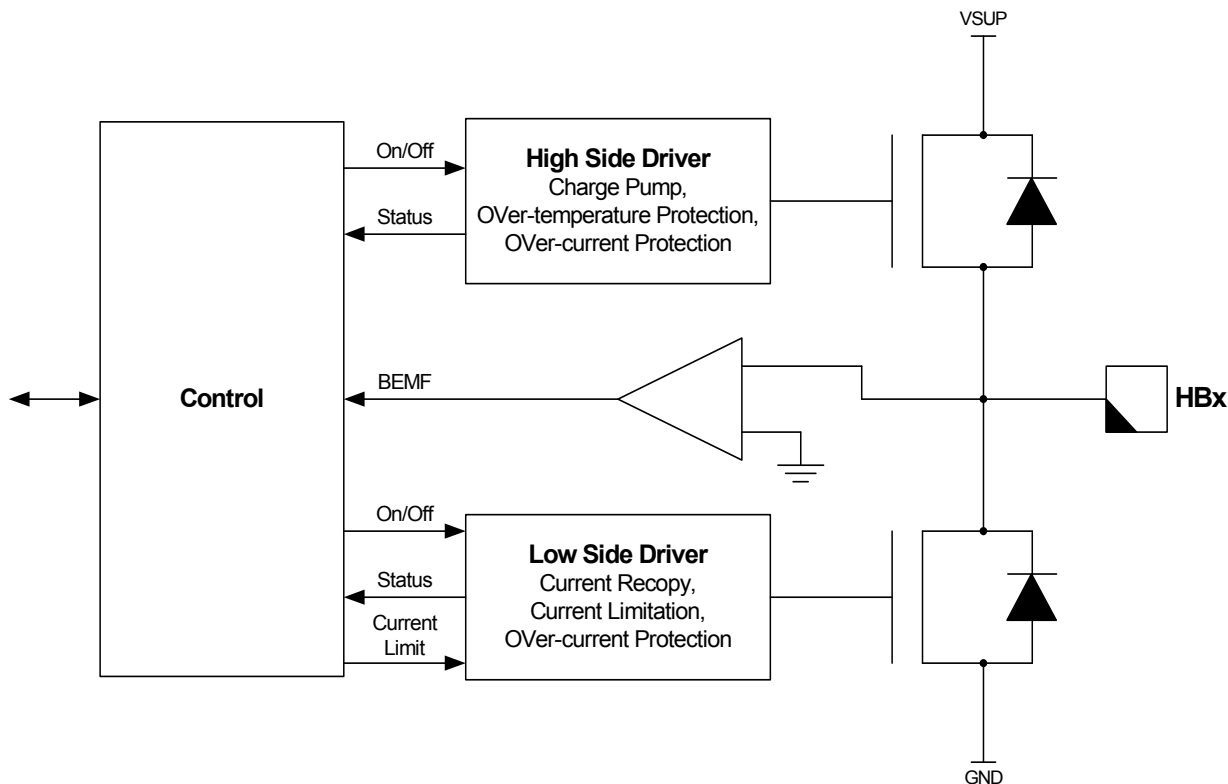 VSUP
On/Off
High Side Driver
Charge Pump,
OVer-temperature Protection,
OVer-current Protection
Status
Control
BEMF
HBx
On/Off
Low Side Driver
Current Recopy,
Current Limitation,
OVer-current Protection
Status
Current
Limit
GND